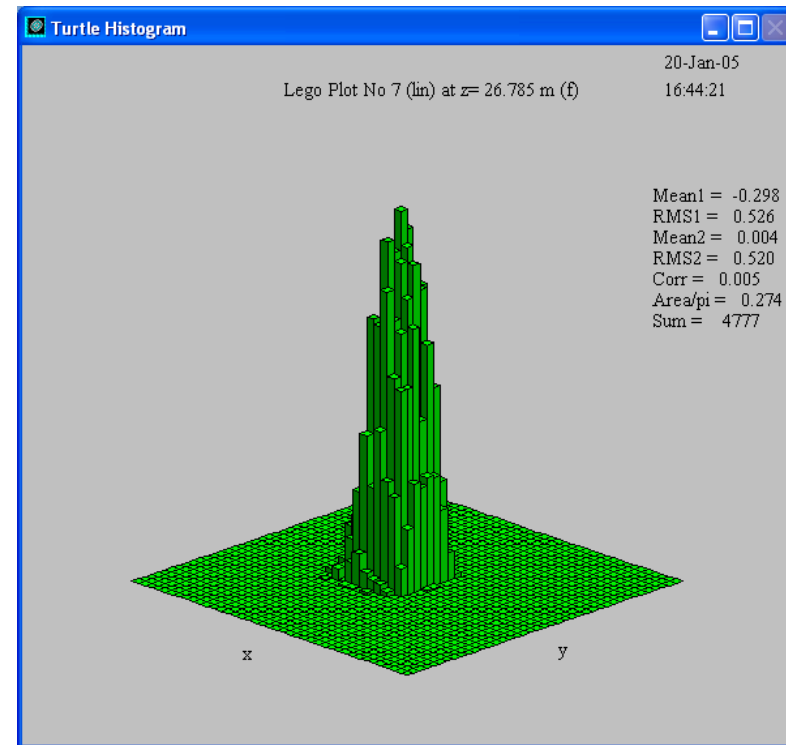 Turtle Histogram
20-Jan-05
Lego Plot No 7 (lin) at z= 26.785 m (f)
16:44:21
Mean1 = -0.298
RMS1 = 0.526
Mean2 = 0.004
RMS2 = 0.520
Corr = 0.005
Area/pi = 0.274
Sum = 4777
x
y